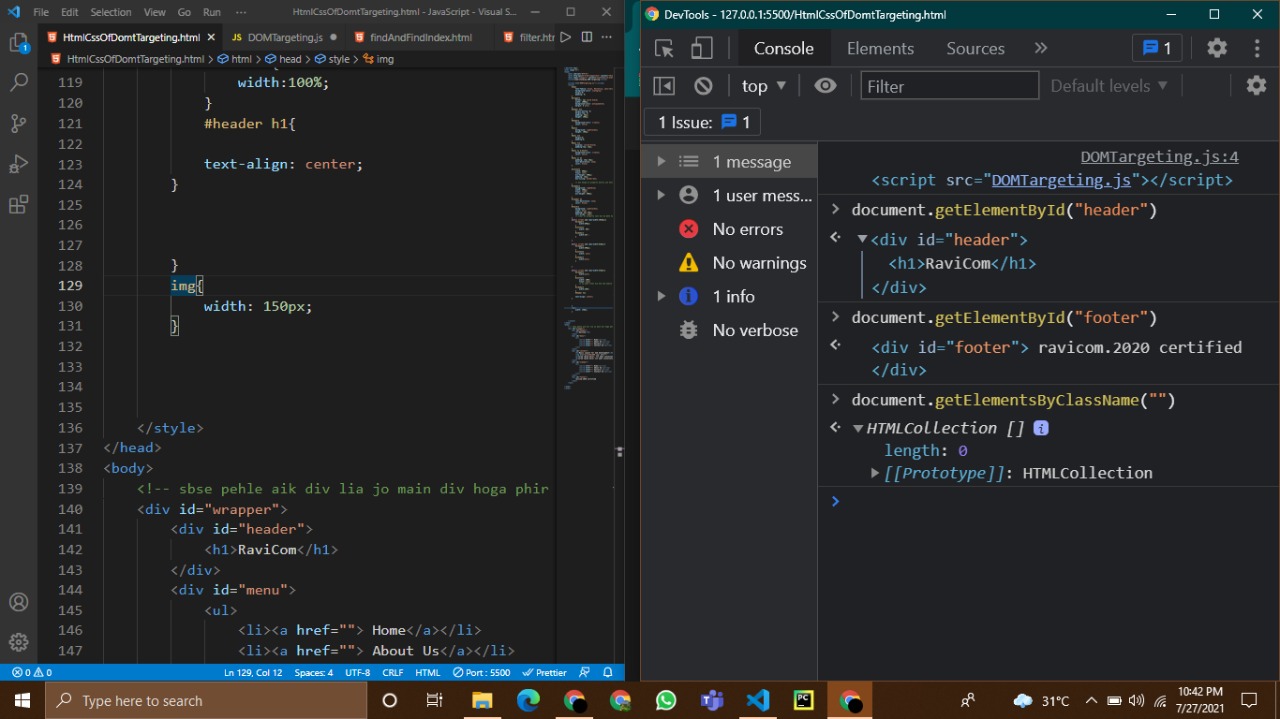 File Edit Selection View Go Run ··· HtmlCssOfDomtTargeting.html - JavaScript - Visual S...
HtmlCssOfDomtTargeting.html JS DOMTargeting.js findAndFindIndex.html filter.htr
HtmlCssOfDomtTargeting.html > html > head > style > img
119 width:100%;
120 }
121 #header h1{
122
123 text-align: center;
124 }
125
126
127
128 }
129 img{
130 width: 150px;
131 }
132
133
134
135
136 </style>
137 </head>
138 <body>
139 <!-- sbse pehle aik div lia jo main div hoga phir
140 <div id="wrapper">
141 <div id="header">
142 <h1>RaviCom</h1>
143 </div>
144 <div id="menu">
145 <ul>
146 <li><a href=""> Home</a></li>
147 <li><a href=""> About Us</a></li>
0 0 Ln 129, Col 12 Spaces: 4 UTF-8 CRLF HTML Port : 5500 Prettier
DevTools - 127.0.0.1:5500/HtmlCssOfDomtTargeting.html
Console Elements Sources » 1
top Filter Default levels
1 Issue: 1
1 message
1 user mess...
No errors
No warnings
1 info
No verbose
DOMTargeting.js:4
<script src="DOMTargeting.js"></script>
document.getElementById("header")
<div id="header">
<h1>RaviCom</h1>
</div>
document.getElementById("footer")
<div id="footer"> ravicom.2020 certified
</div>
document.getElementsByClassName("")
HTMLCollection []
length: 0
[[Prototype]]: HTMLCollection
Type here to search
31°C
10:42 PM
7/27/2021